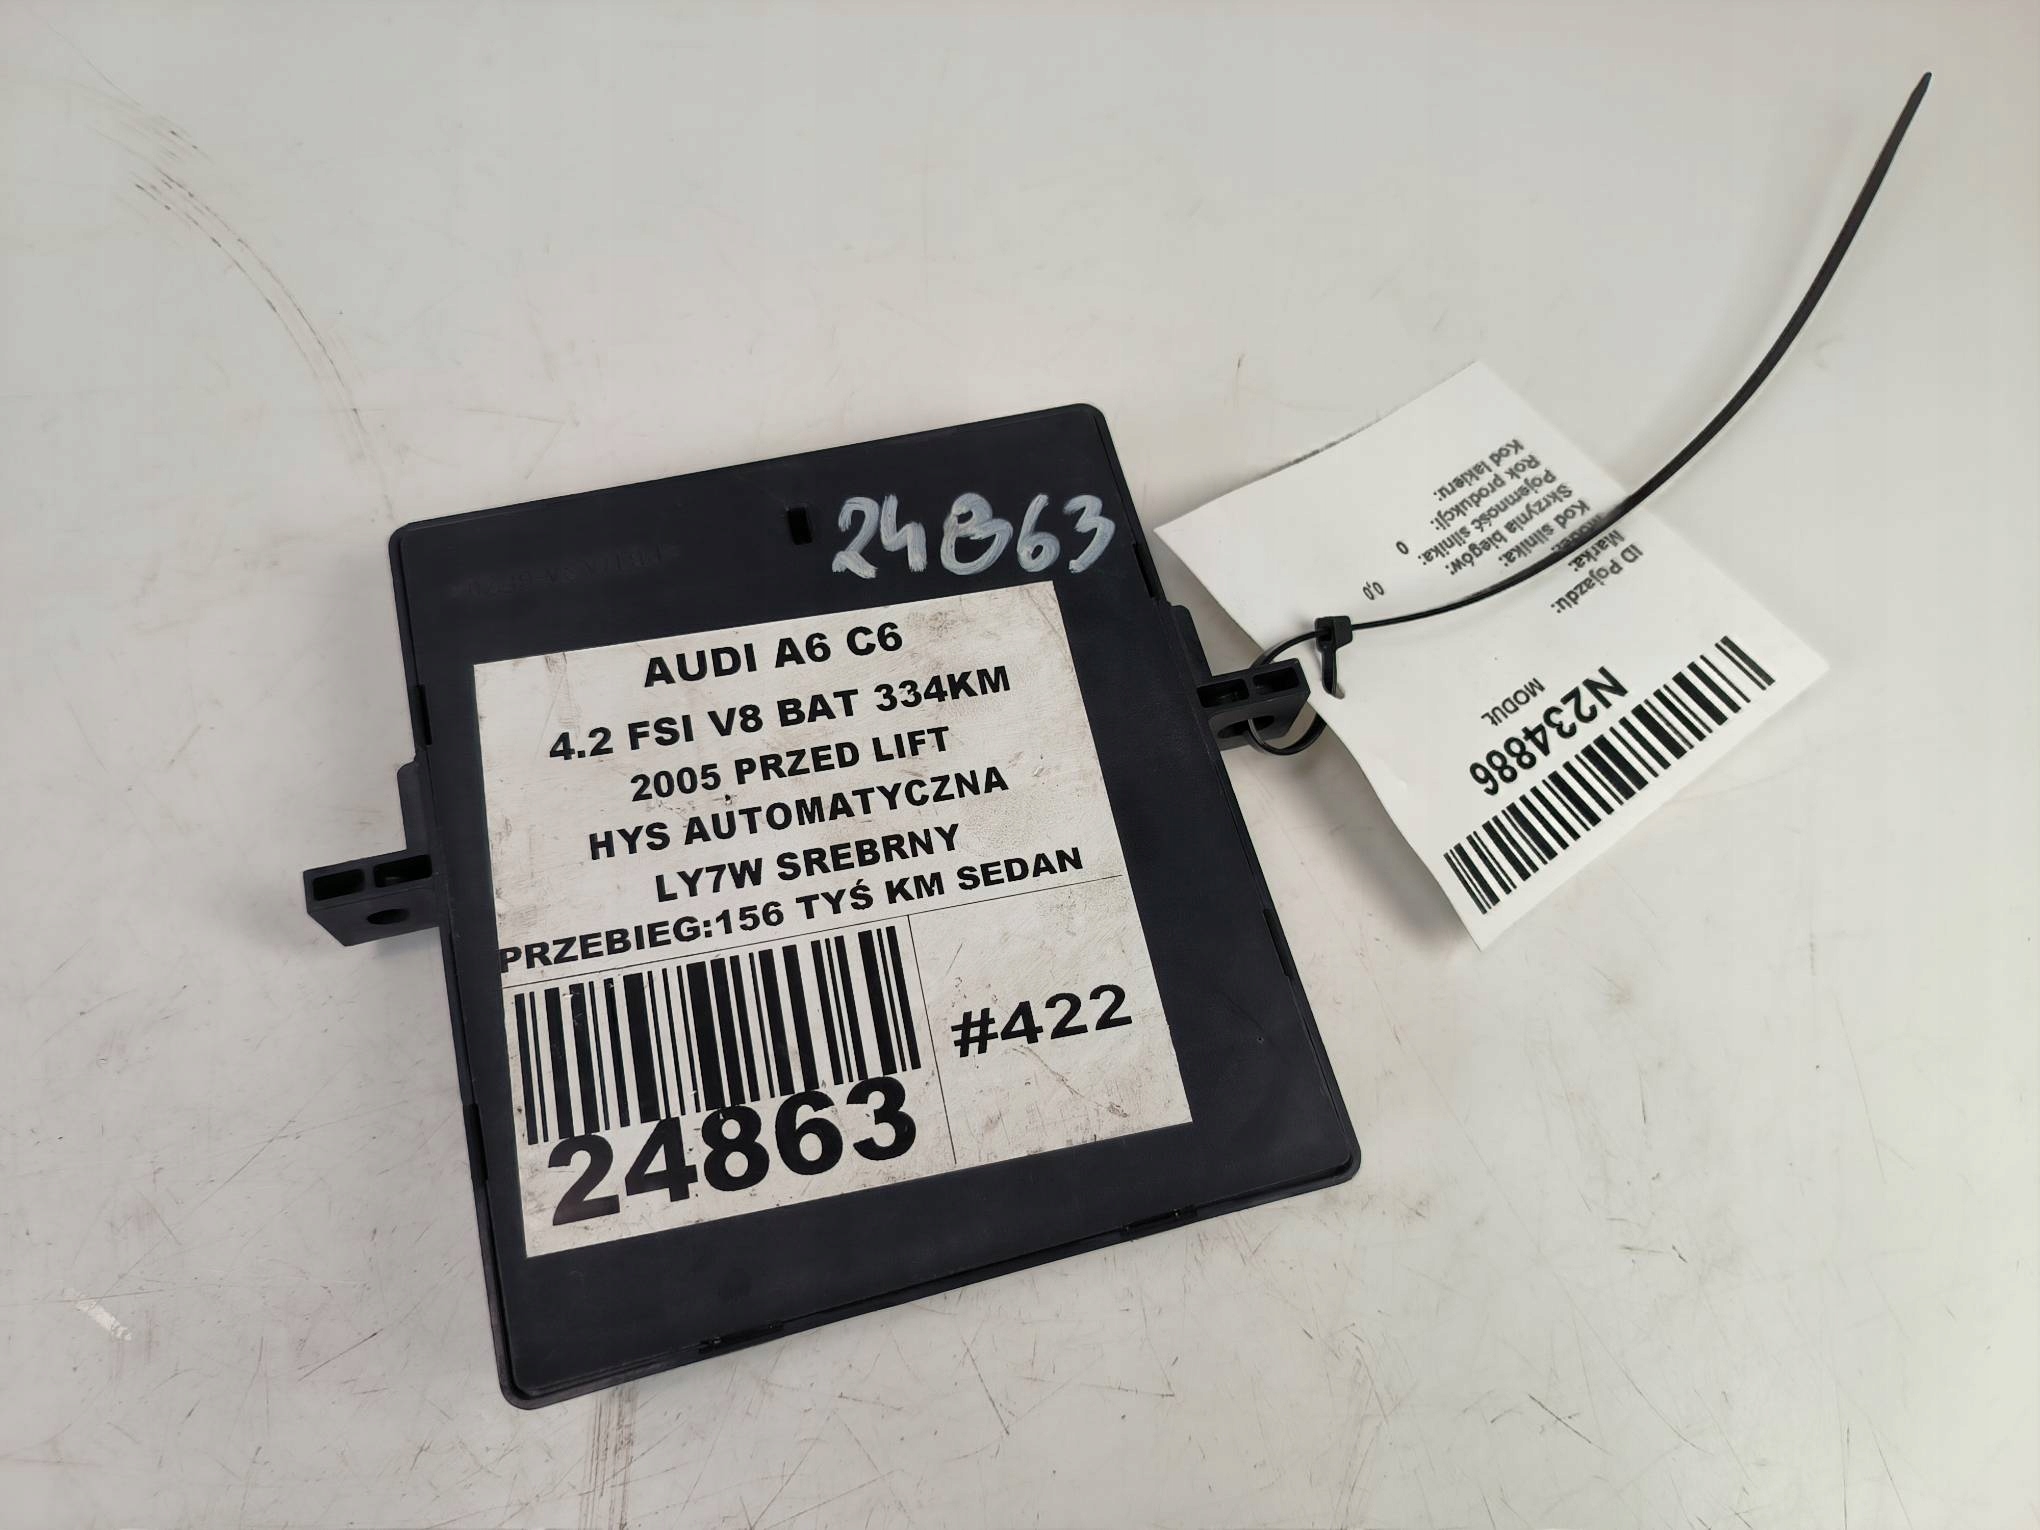 24863
AUDI A6 C6
4.2 FSI V8 BAT 334KM
2005 PRZED LIFT
HYS AUTOMATYCZNA
LY7W SREBRNY
PRZEBIEG:156 TYŚ KM SEDAN
24863
#422
N234886
MODUŁ
ID Pojazdu:
Marka:
Model:
Kod silnika:
Skrzynia biegów:
Pojemność silnika: 0,0
Rok produkcji: 0
Kod lakieru: